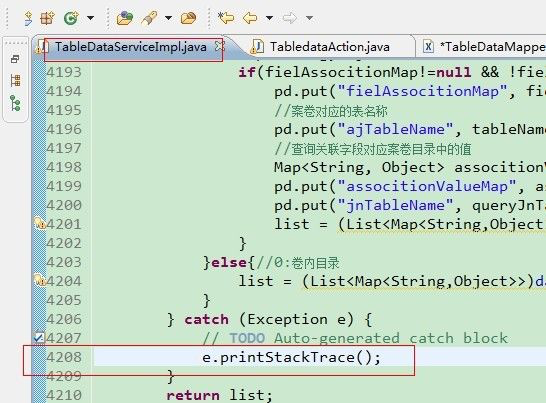 TableDataServiceImpl.java
TabledataAction.java
*TableDataMappe
4193 if(fielAssocitionMap!=null && !fie
4194 pd.put("fielAssocitionMap", fi
4195 //案卷对应的表名称
4196 pd.put("ajTableName", tableNam
4197 //查询关联字段对应案卷目录中的值
4198 Map<String, Object> associtionV
4199 pd.put("associtionValueMap", as
4200 pd.put("jnTableName", queryJnTa
4201 list = (List<Map<String,Object
4202 }
4203 }else{//0:卷内目录
4204 list = (List<Map<String,Object>>)da
4205 }
4206 } catch (Exception e) {
4207 // TODO Auto-generated catch block
4208 e.printStackTrace();
4209 }
4210 return list;